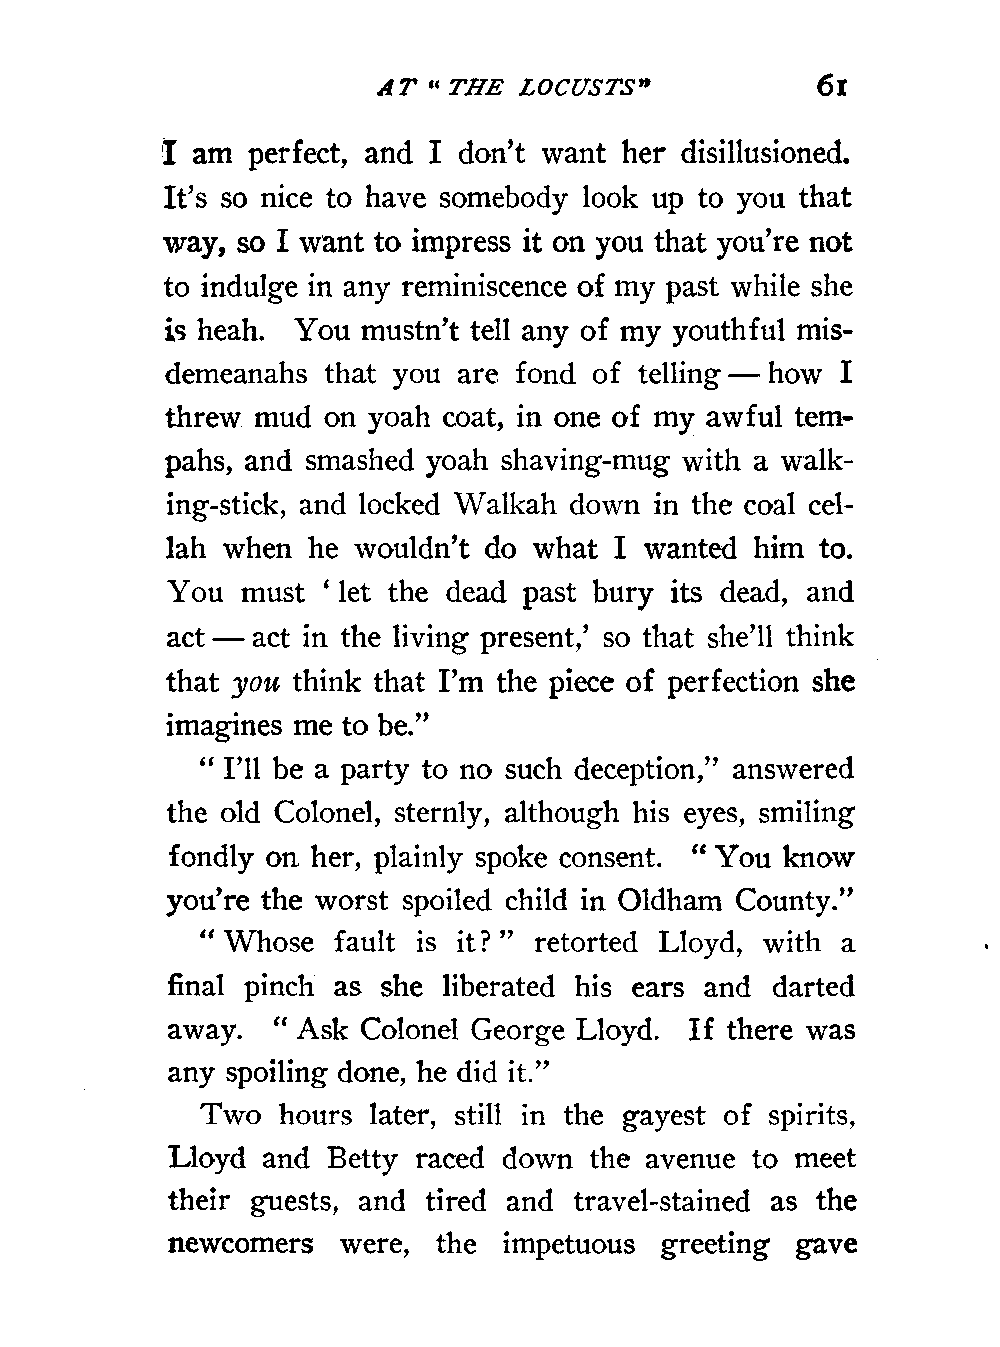 AT "THE LOCUSTS" 61
I am perfect, and I don't want her disillusioned.
It's so nice to have somebody look up to you that
way, so I want to impress it on you that you're not
to indulge in any reminiscence of my past while she
is heah. You mustn't tell any of my youthful mis-
demeanahs that you are fond of telling — how I
threw mud on yoah coat, in one of my awful tem-
pahs, and smashed yoah shaving-mug with a walk-
ing-stick, and locked Walkah down in the coal cel-
lah when he wouldn't do what I wanted him to.
You must 'let the dead past bury its dead, and
act — act in the living present,' so that she'll think
that you think that I'm the piece of perfection she
imagines me to be."
"I'll be a party to no such deception," answered
the old Colonel, sternly, although his eyes, smiling
fondly on her, plainly spoke consent. "You know
you're the worst spoiled child in Oldham County."
"Whose fault is it?" retorted Lloyd, with a
final pinch as she liberated his ears and darted
away. "Ask Colonel George Lloyd. If there was
any spoiling done, he did it."
Two hours later, still in the gayest of spirits,
Lloyd and Betty raced down the avenue to meet
their guests, and tired and travel-stained as the
newcomers were, the impetuous greeting gave